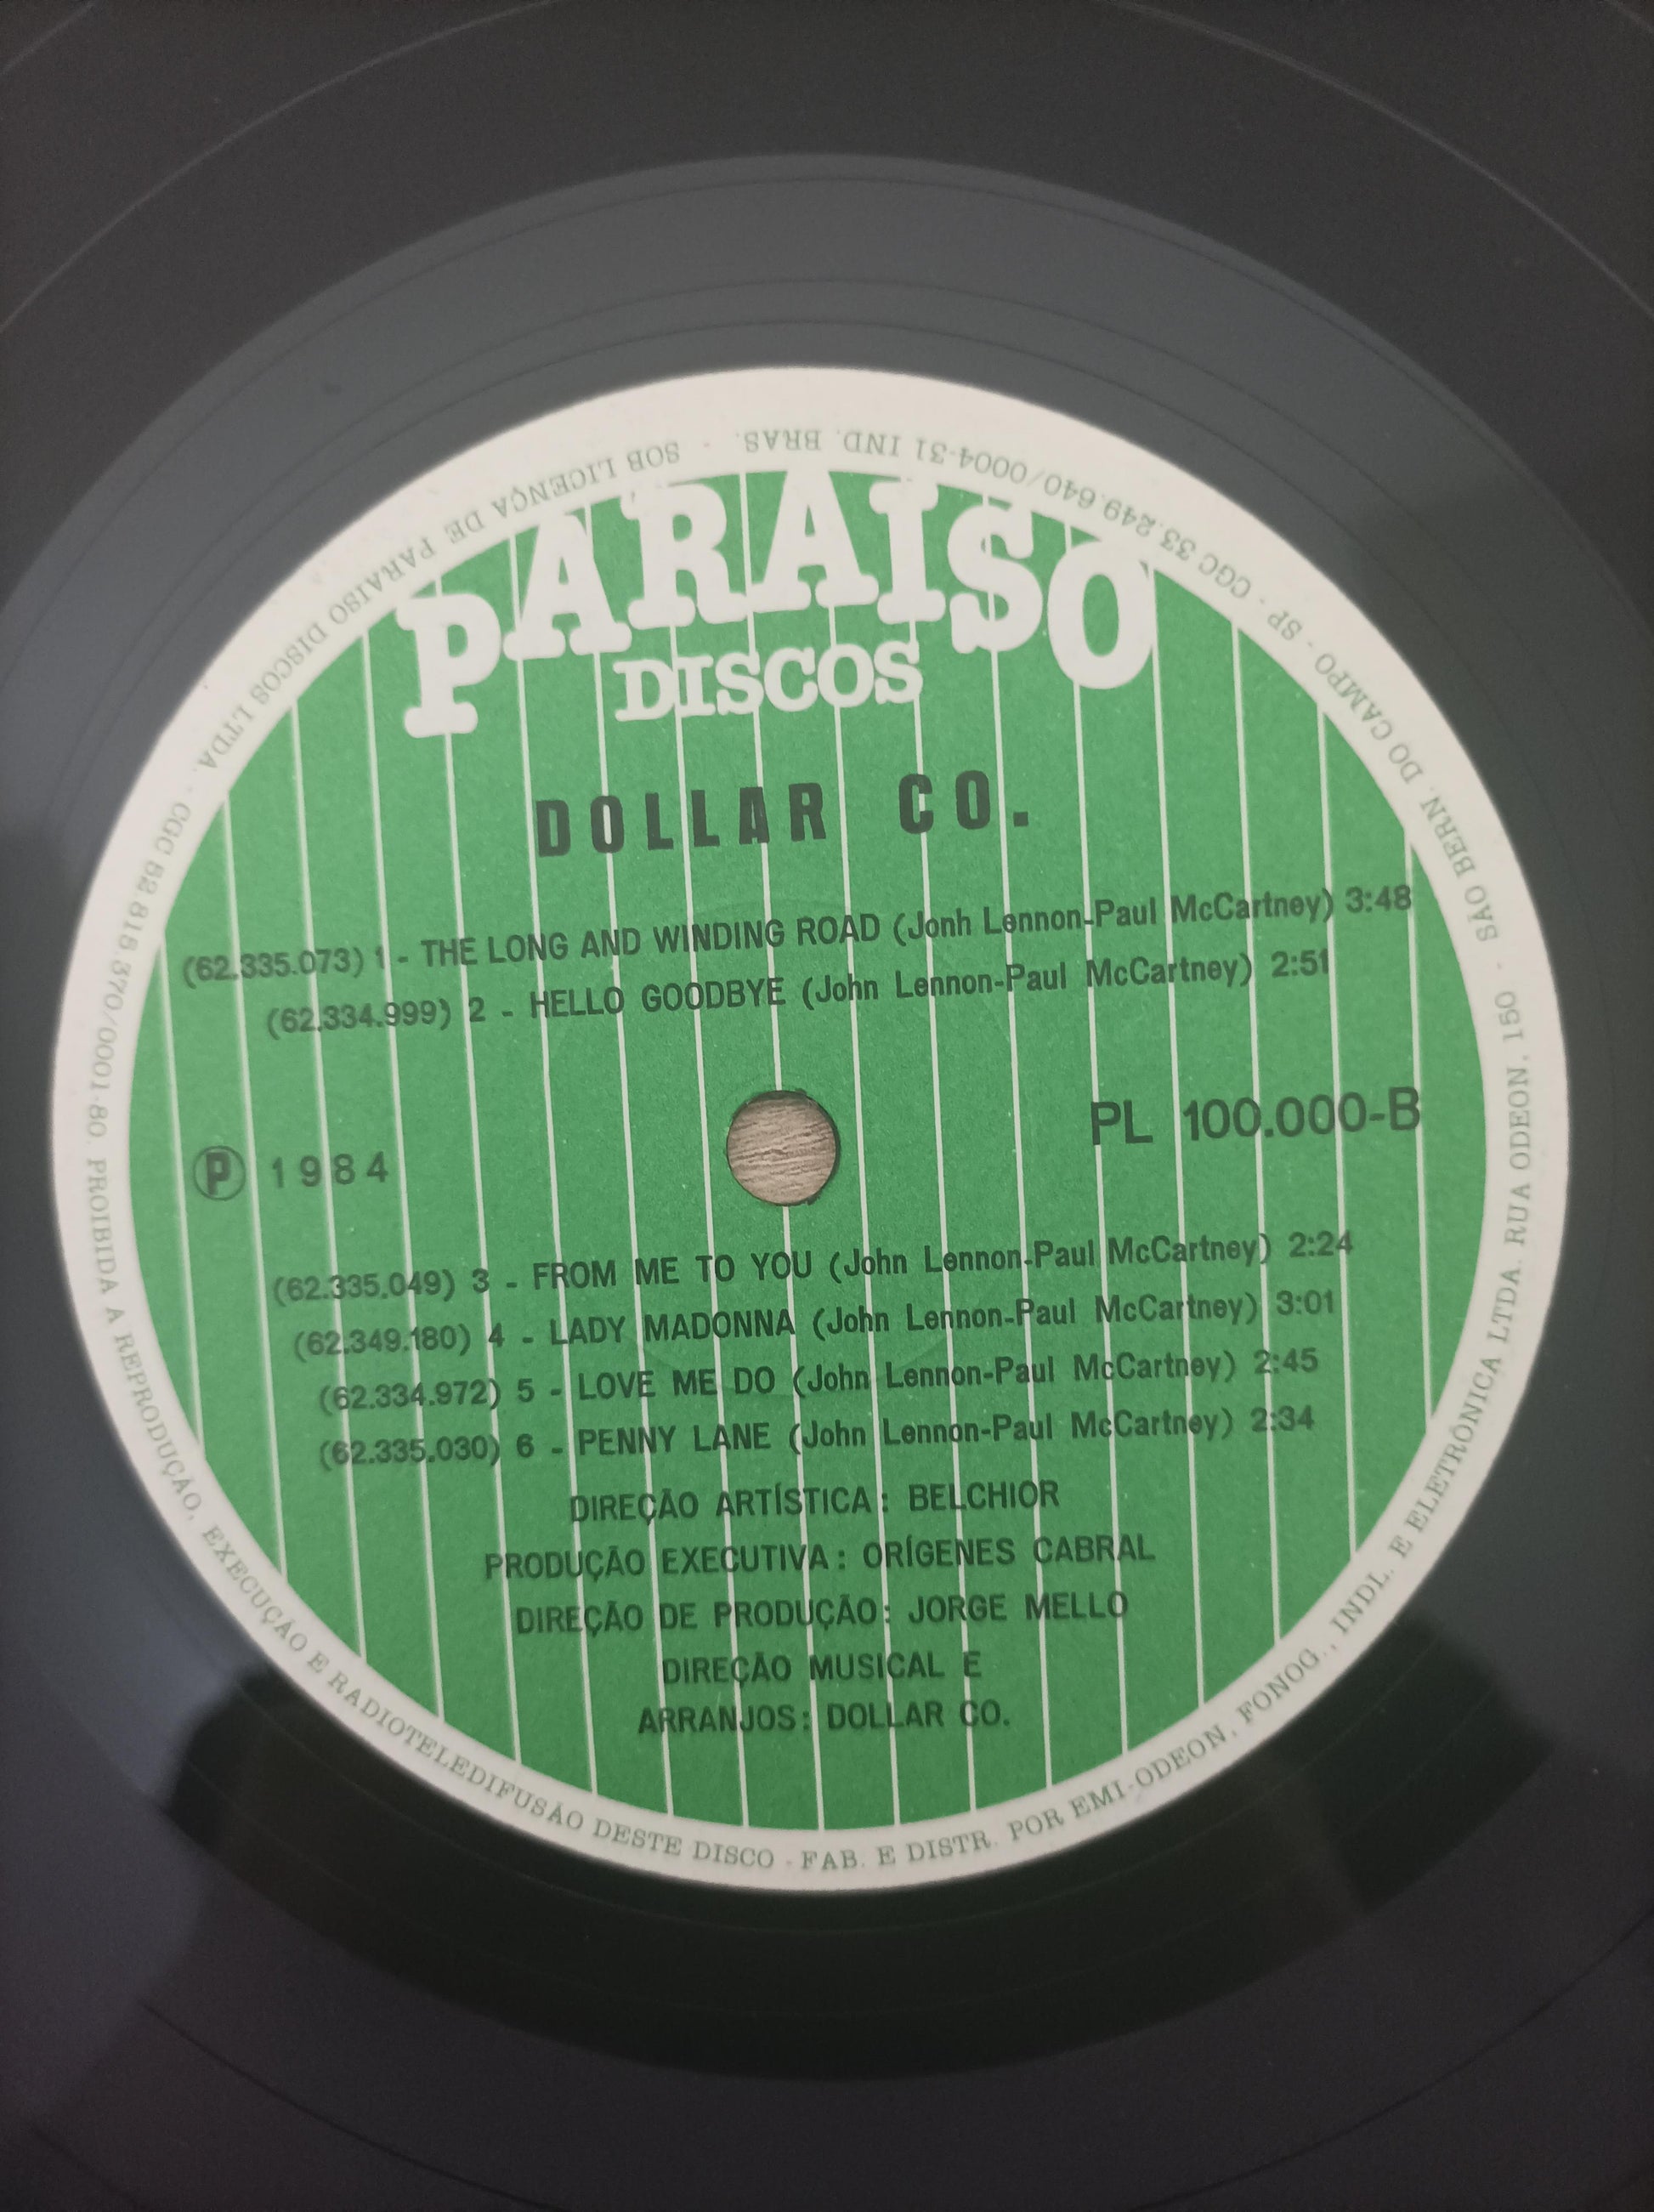 PARAISO
DISCOS
DOLLAR CO.
(62.335.073) 1 - THE LONG AND WINDING ROAD (Jonh Lennon-Paul McCartney) 3:48
(62.334.999) 2 - HELLO GOODBYE (John Lennon-Paul McCartney) 2:51
PL 100.000-B
Ⓟ 1984
(62.335.049) 3 - FROM ME TO YOU (John Lennon-Paul McCartney) 2:24
(62.349.180) 4 - LADY MADONNA (John Lennon-Paul McCartney) 3:01
(62.334.972) 5 - LOVE ME DO (John Lennon-Paul McCartney) 2:45
(62.335.030) 6 - PENNY LANE (John Lennon-Paul McCartney) 2:34
DIREÇÃO ARTÍSTICA: BELCHIOR
PRODUÇÃO EXECUTIVA: ORÍGENES CABRAL
DIREÇÃO DE PRODUÇÃO: JORGE MELLO
DIREÇÃO MUSICAL E
ARRANJOS: DOLLAR CO.
SOB LICENÇA DE PARAISO DISCOS LTDA. - CGC 52.818.370/0001-80. PROIBIDA A REPRODUÇÃO, EXECUÇÃO E RADIOTELEDIFUSÃO DESTE DISCO - FAB. E DISTR. POR EMI-ODEON, FONOG., INDL. E ELETRÔNICA LTDA. RUA ODEON, 150 - SÃO BERN. DO CAMPO - SP - CGC 33.249.640/0004-31 IND. BRAS.